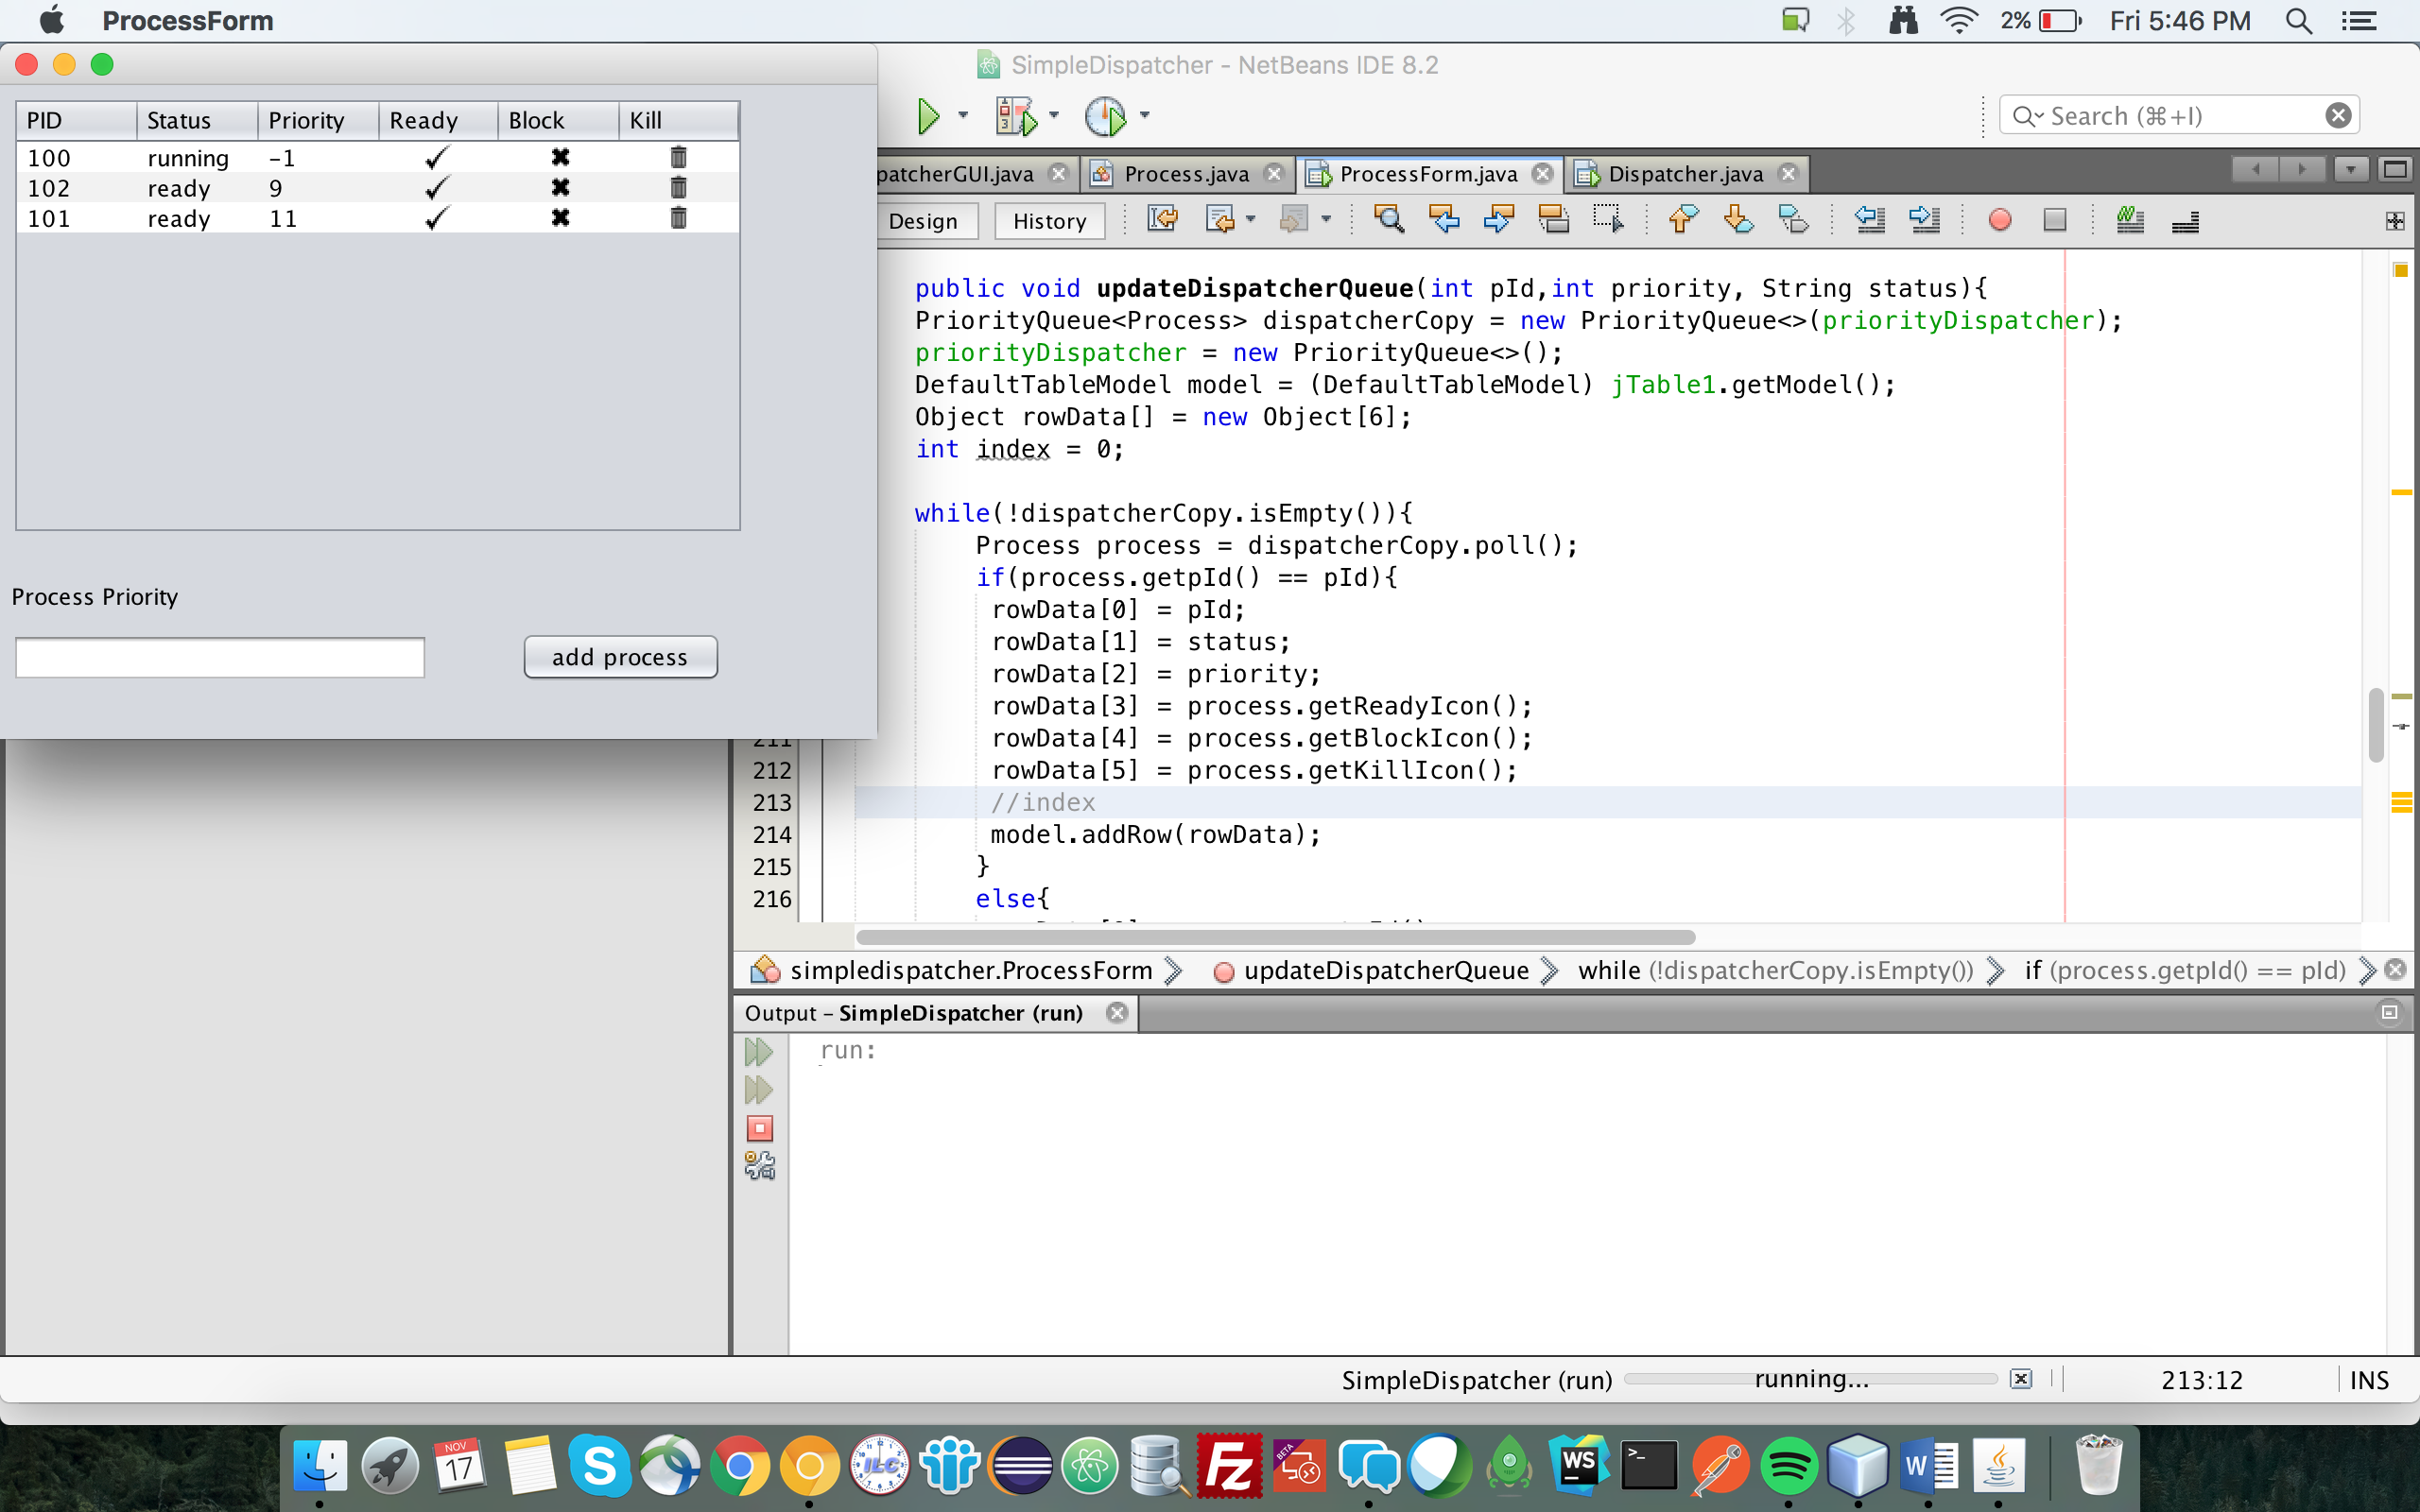 ProcessForm
2%
Fri 5:46 PM
PID Status Priority Ready Block Kill
100 running -1
102 ready 9
101 ready 11
Process Priority
add process
SimpleDispatcher - NetBeans IDE 8.2
Search (⌘+I)
patcherGUI.java Process.java ProcessForm.java Dispatcher.java
Design History
public void updateDispatcherQueue(int pId,int priority, String status){
PriorityQueue<Process> dispatcherCopy = new PriorityQueue<>(priorityDispatcher);
priorityDispatcher = new PriorityQueue<>();
DefaultTableModel model = (DefaultTableModel) jTable1.getModel();
Object rowData[] = new Object[6];
int index = 0;
while(!dispatcherCopy.isEmpty()){
Process process = dispatcherCopy.poll();
if(process.getpId() == pId){
rowData[0] = pId;
rowData[1] = status;
rowData[2] = priority;
rowData[3] = process.getReadyIcon();
211 rowData[4] = process.getBlockIcon();
212 rowData[5] = process.getKillIcon();
213 //index
214 model.addRow(rowData);
215 }
216 else{
simpledispatcher.ProcessForm updateDispatcherQueue while (!dispatcherCopy.isEmpty()) if (process.getpId() == pId)
Output - SimpleDispatcher (run)
run:
SimpleDispatcher (run) running... 213:12 INS
NOV
17
S
ILC
Fz
BETA
WS
>_
W